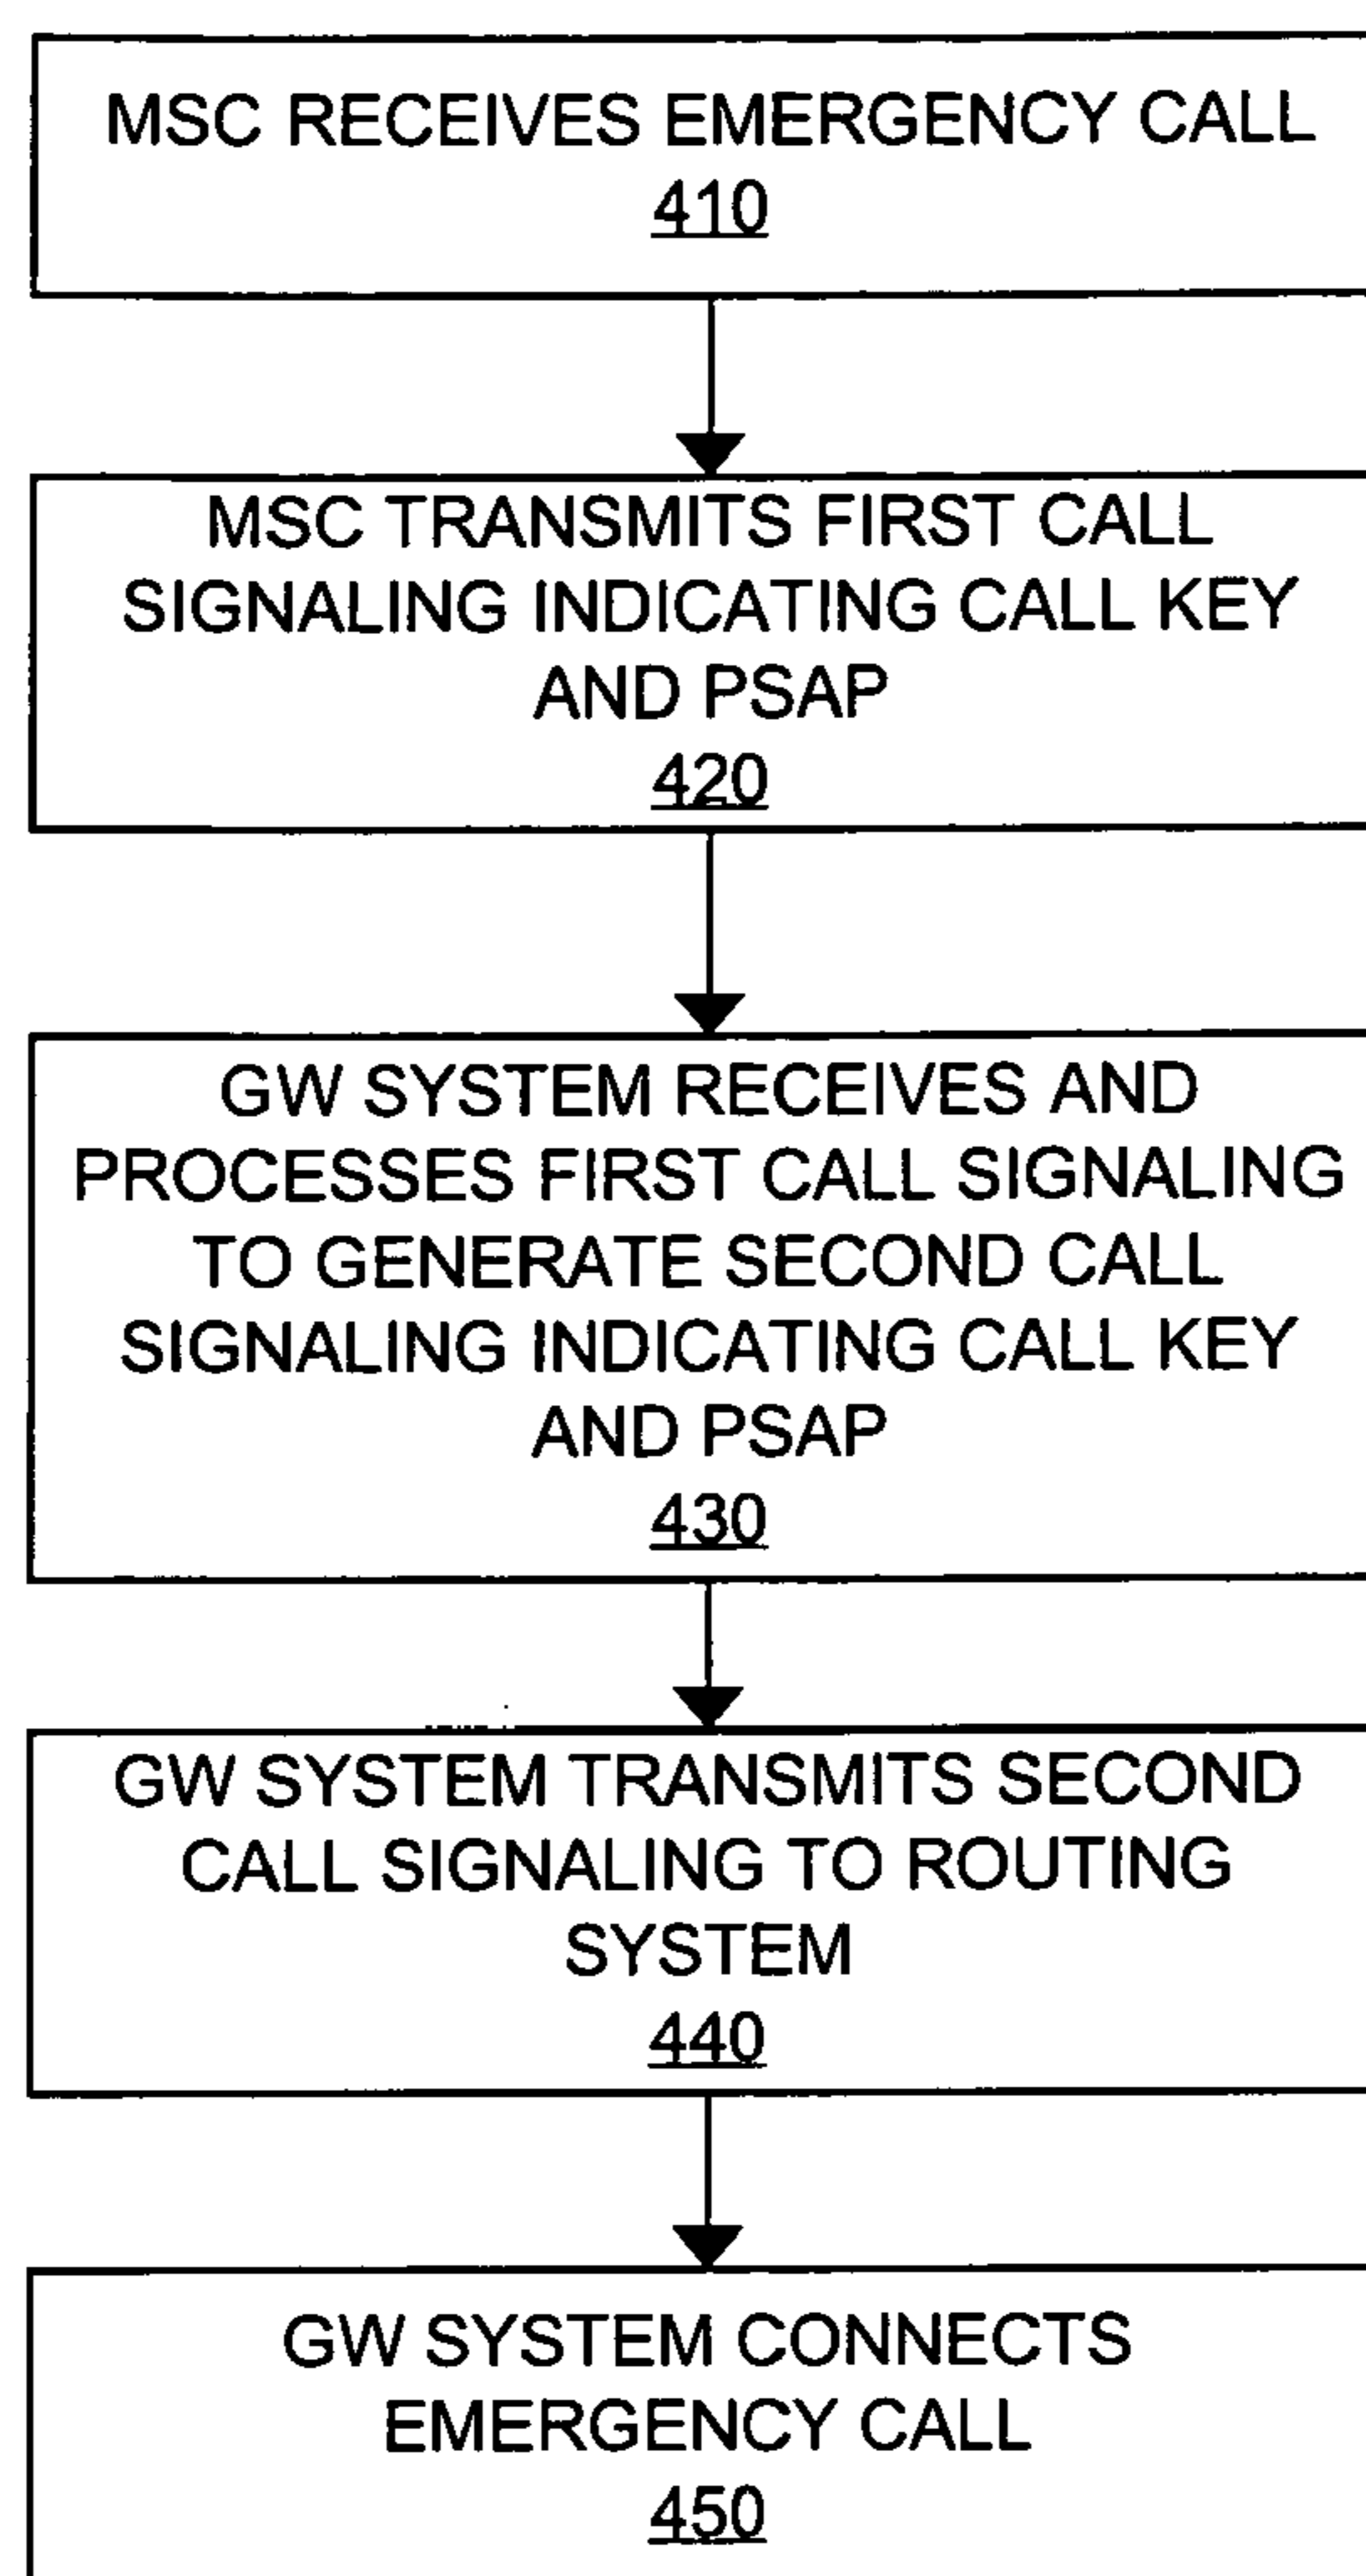 MSC RECEIVES EMERGENCY CALL
410
MSC TRANSMITS FIRST CALL
SIGNALING INDICATING CALL KEY
AND PSAP
420
GW SYSTEM RECEIVES AND
PROCESSES FIRST CALL SIGNALING
TO GENERATE SECOND CALL
SIGNALING INDICATING CALL KEY
AND PSAP
430
GW SYSTEM TRANSMITS SECOND
CALL SIGNALING TO ROUTING
SYSTEM
440
GW SYSTEM CONNECTS
EMERGENCY CALL
450